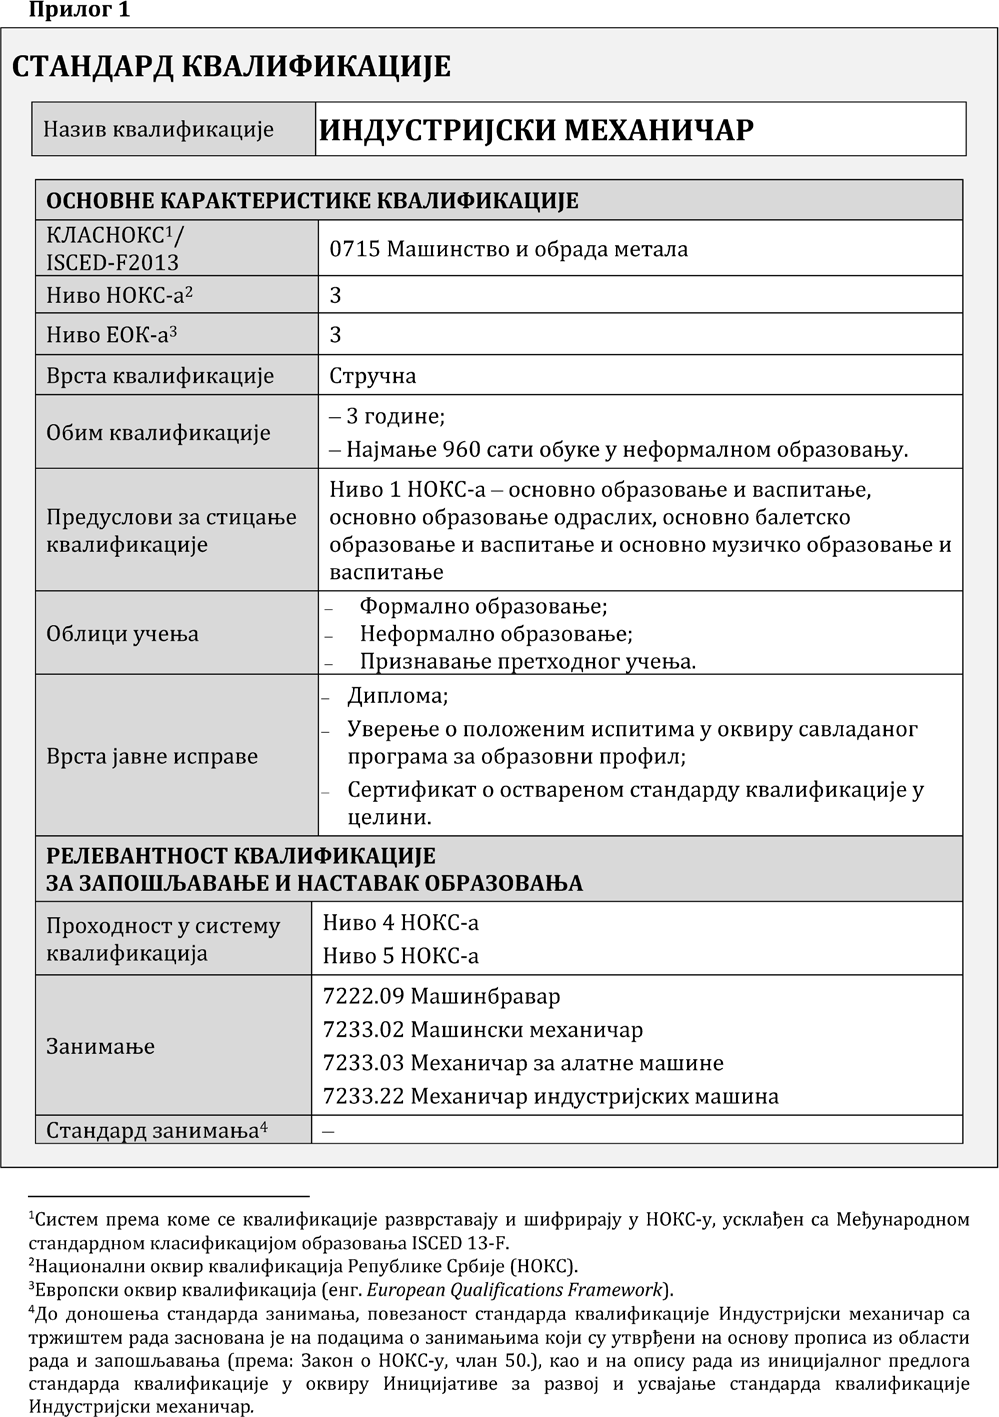 Прилог 1
СТАНДАРД КВАЛИФИКАЦИЈЕ
Назив квалификације
ИНДУСТРИЈСКИ МЕХАНИЧАР
ОСНОВНЕ КАРАКТЕРИСТИКЕ КВАЛИФИКАЦИЈЕ
КЛАСНОКС¹/
ISCED-F2013
0715 Машинство и обрада метала
Ниво НОКС-а²
3
Ниво ЕОК-а³
3
Врста квалификације
Стручна
Обим квалификације
– 3 године;
– Најмање 960 сати обуке у неформалном образовању.
Предуслови за стицање
квалификације
Ниво 1 НОКС-а – основно образовање и васпитање,
основно образовање одраслих, основно балетско
образовање и васпитање и основно музичко образовање и
васпитање
Облици учења
– Формално образовање;
– Неформално образовање;
– Признавање претходног учења.
Врста јавне исправе
– Диплома;
– Уверење о положеним испитима у оквиру савладаног
програма за образовни профил;
– Сертификат о оствареном стандарду квалификације у
целини.
РЕЛЕВАНТНОСТ КВАЛИФИКАЦИЈЕ
ЗА ЗАПОШЉАВАЊЕ И НАСТАВАК ОБРАЗОВАЊА
Проходност у систему
квалификација
Ниво 4 НОКС-а
Ниво 5 НОКС-а
Занимање
7222.09 Машинбравар
7233.02 Машински механичар
7233.03 Механичар за алатне машине
7233.22 Механичар индустријских машина
Стандард занимања⁴
–
¹Систем према коме се квалификације разврставају и шифрирају у НОКС-у, усклађен са Међународном
стандардном класификацијом образовања ISCED 13-F.
²Национални оквир квалификација Републике Србије (НОКС).
³Европски оквир квалификација (енг. European Qualifications Framework).
⁴До доношења стандарда занимања, повезаност стандарда квалификације Индустријски механичар са
тржиштем рада заснована је на подацима о занимањима који су утврђени на основу прописа из области
рада и запошљавања (према: Закон о НОКС-у, члан 50.), као и на опису рада из иницијалног предлога
стандарда квалификације у оквиру Иницијативе за развој и усвајање стандарда квалификације
Индустријски механичар.